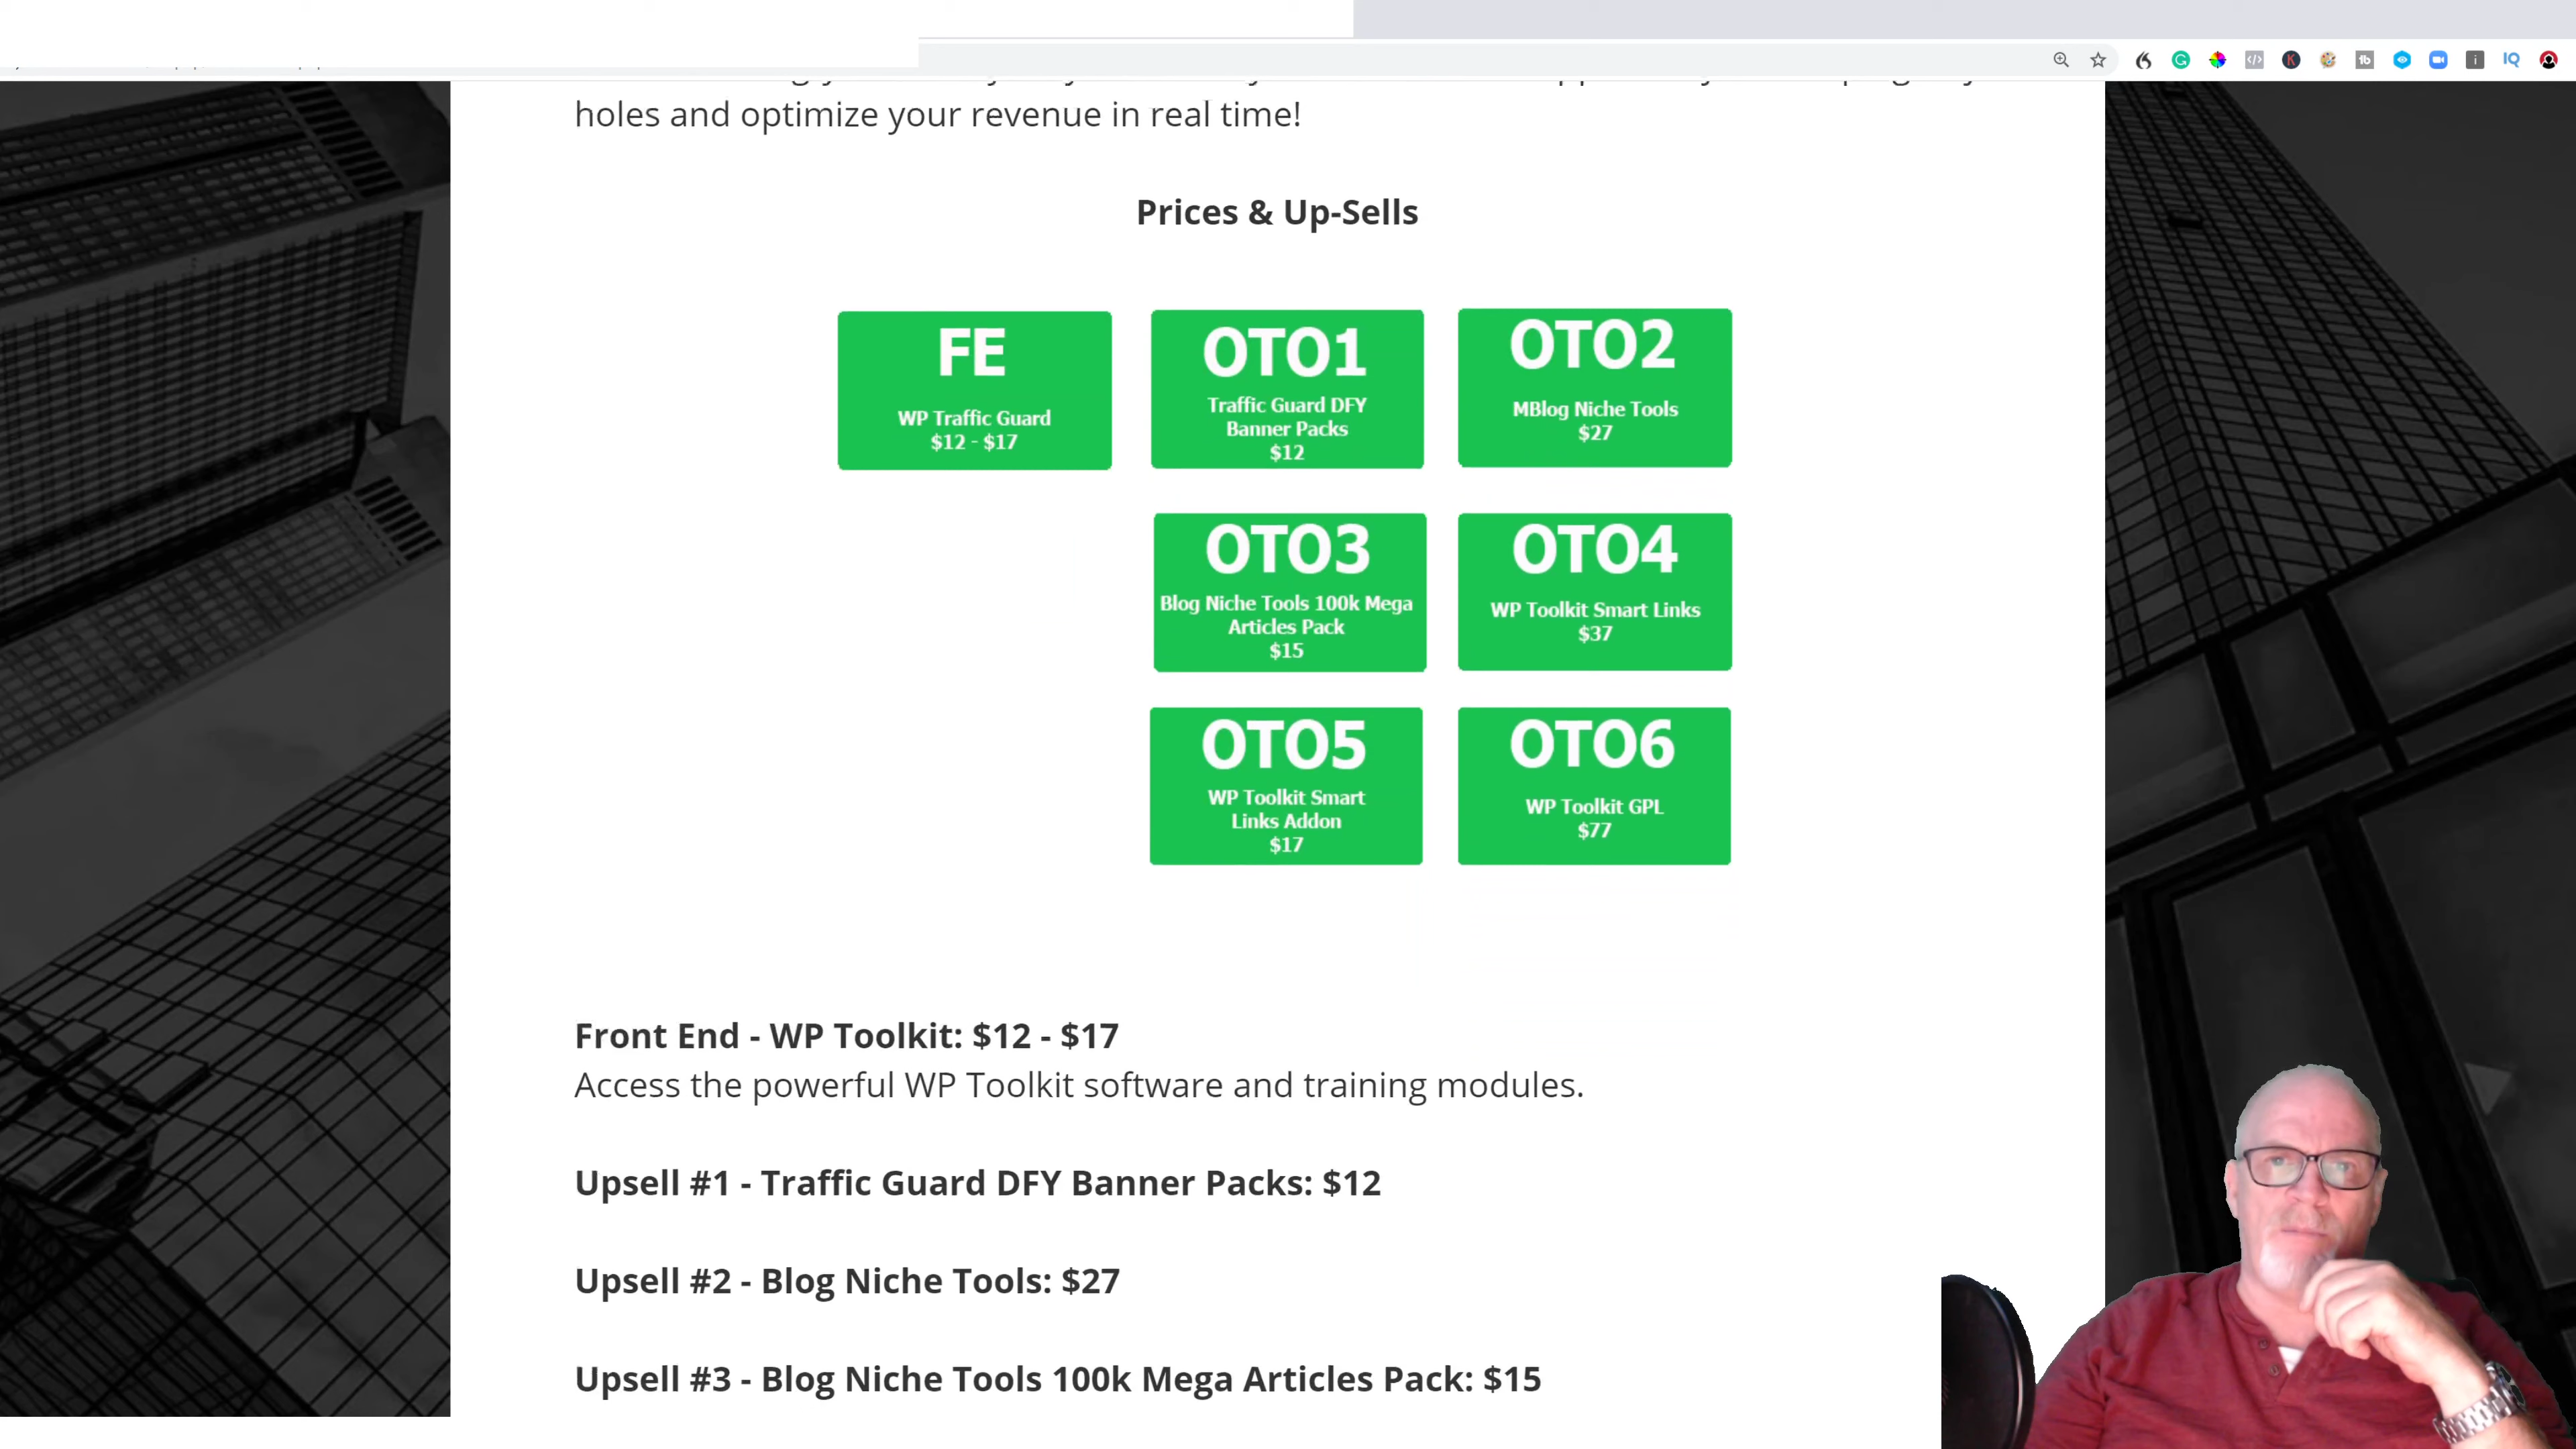 holes and optimize your revenue in real time!
Prices & Up-Sells
FE
WP Traffic Guard
$12 - $17
OTO1
Traffic Guard DFY
Banner Packs
$12
OTO2
MBlog Niche Tools
$27
OTO3
Blog Niche Tools 100k Mega
Articles Pack
$15
OTO4
WP Toolkit Smart Links
$37
OTO5
WP Toolkit Smart
Links Addon
$17
OTO6
WP Toolkit GPL
$77
Front End - WP Toolkit: $12 - $17
Access the powerful WP Toolkit software and training modules.
Upsell #1 - Traffic Guard DFY Banner Packs: $12
Upsell #2 - Blog Niche Tools: $27
Upsell #3 - Blog Niche Tools 100k Mega Articles Pack: $15